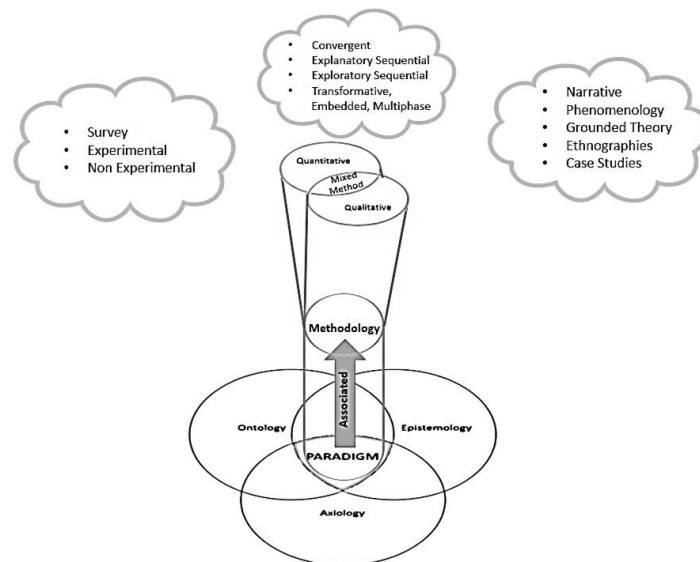 • Survey
• Experimental
• Non Experimental
• Convergent
• Explanatory Sequential
• Exploratory Sequential
• Transformative,
Embedded, Multiphase
• Narrative
• Phenomenology
• Grounded Theory
• Ethnographies
• Case Studies
Quantitative
Mixed
Method
Qualitative
Methodology
Associated
Ontology
Epistemology
PARADIGM
Axiology